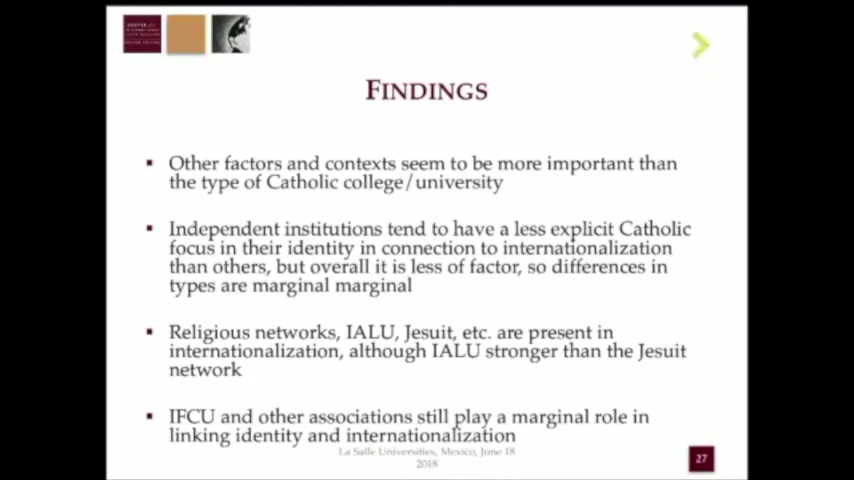 FINDINGS
▪ Other factors and contexts seem to be more important than
the type of Catholic college/university
▪ Independent institutions tend to have a less explicit Catholic
focus in their identity in connection to internationalization
than others, but overall it is less of factor, so differences in
types are marginal marginal
▪ Religious networks, IALU, Jesuit, etc. are present in
internationalization, although IALU stronger than the Jesuit
network
▪ IFCU and other associations still play a marginal role in
linking identity and internationalization
La Salle Universities, Mexico, June 18
2018
27